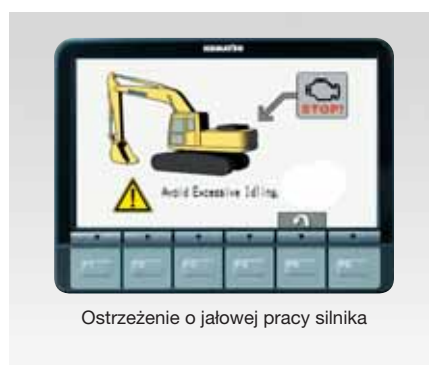 KOMATSU
STOP!
Avoid Excessive Idling.
Ostrzeżenie o jałowej pracy silnika